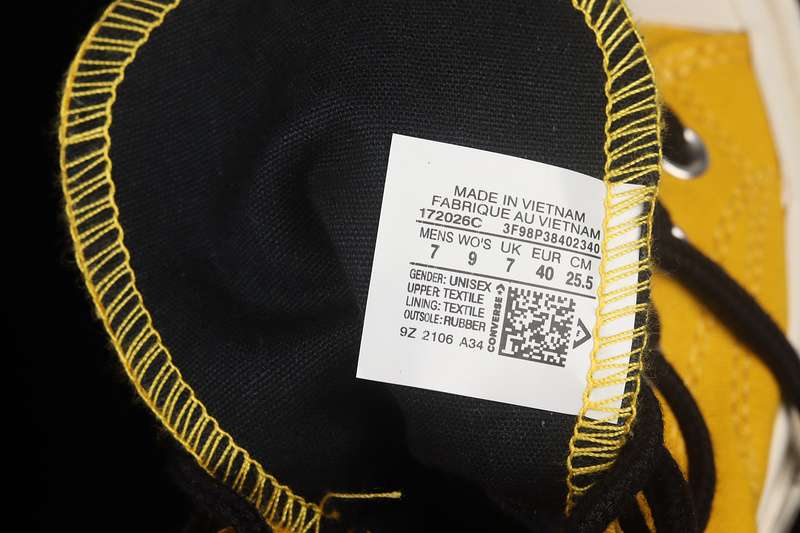 MADE IN VIETNAM
FABRIQUE AU VIETNAM
172026C 3F98P38402340
MENS WO'S UK EUR CM
7 9 7 40 25.5
GENDER: UNISEX
UPPER: TEXTILE
LINING: TEXTILE
OUTSOLE: RUBBER
9Z 2106 A34
CONVERSE